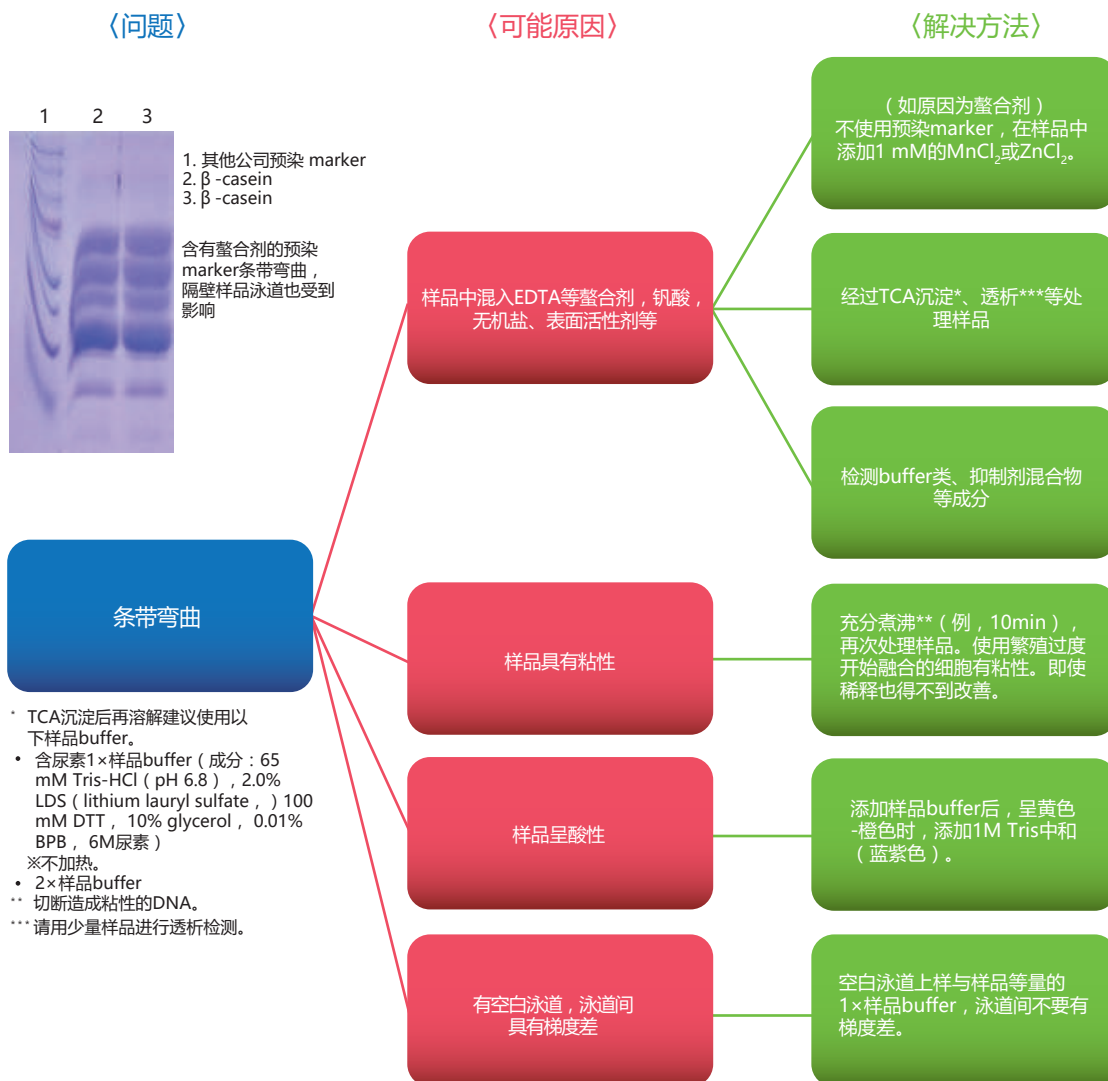 〈问题〉
〈可能原因〉
〈解决方法〉
1 2 3
1. 其他公司预染 marker
2. β -casein
3. β -casein
含有螯合剂的预染
marker条带弯曲，
隔壁样品泳道也受到
影响
条带弯曲
* TCA沉淀后再溶解建议使用以
下样品buffer。
• 含尿素1×样品buffer（成分：65
mM Tris-HCl（pH 6.8），2.0%
LDS（lithium lauryl sulfate，）100
mM DTT，10% glycerol，0.01%
BPB，6M尿素）
※不加热。
• 2×样品buffer
** 切断造成粘性的DNA。
*** 请用少量样品进行透析检测。
样品中混入EDTA等螯合剂，钒酸，
无机盐、表面活性剂等
样品具有粘性
样品呈酸性
有空白泳道，泳道间
具有梯度差
（如原因为螯合剂）
不使用预染marker，在样品中
添加1 mM的MnCl₂或ZnCl₂。
经过TCA沉淀*、透析***等处
理样品
检测buffer类、抑制剂混合物
等成分
充分煮沸**（例，10min），
再次处理样品。使用繁殖过度
开始融合的细胞有粘性。即使
稀释也得不到改善。
添加样品buffer后，呈黄色
-橙色时，添加1M Tris中和
（蓝紫色）。
空白泳道上样与样品等量的
1×样品buffer，泳道间不要有
梯度差。